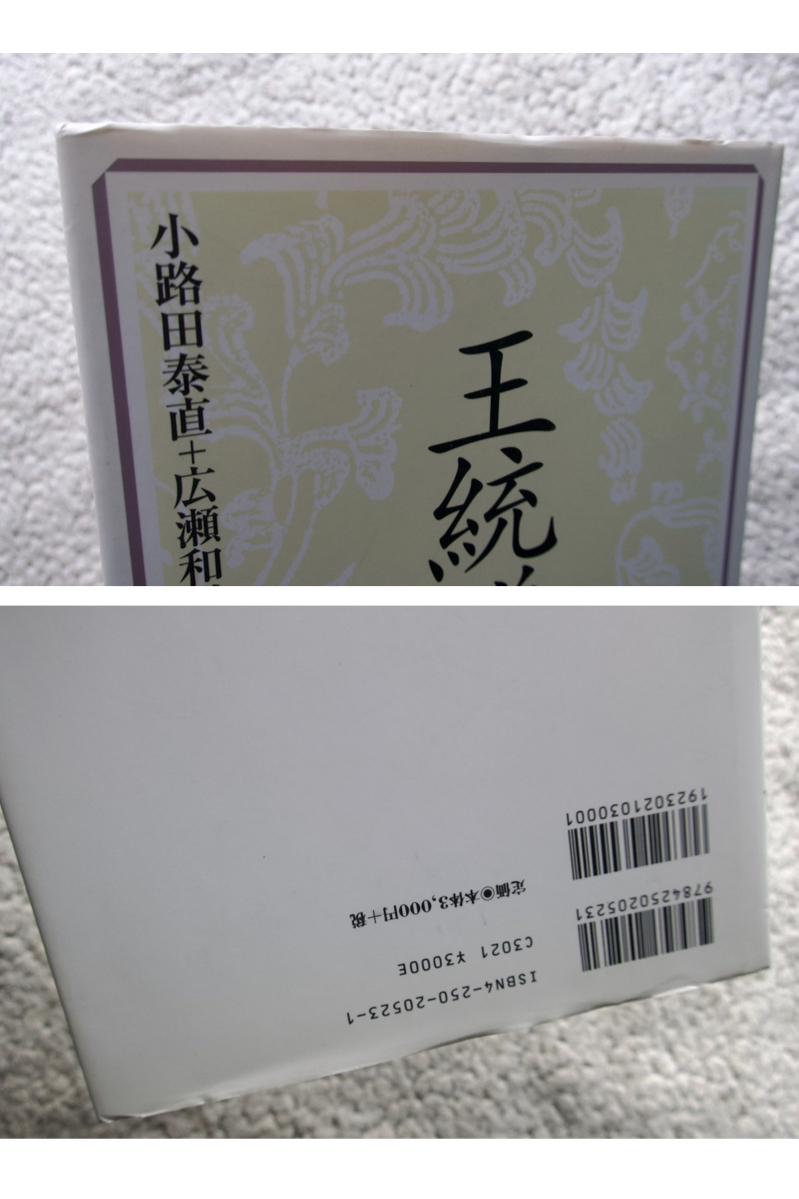 王統
小路田泰直+広瀬和
ISBN4-250-20523-1
C3021 ¥3000E
定価◉本体3,000円+税
9784250205231
1923021030001